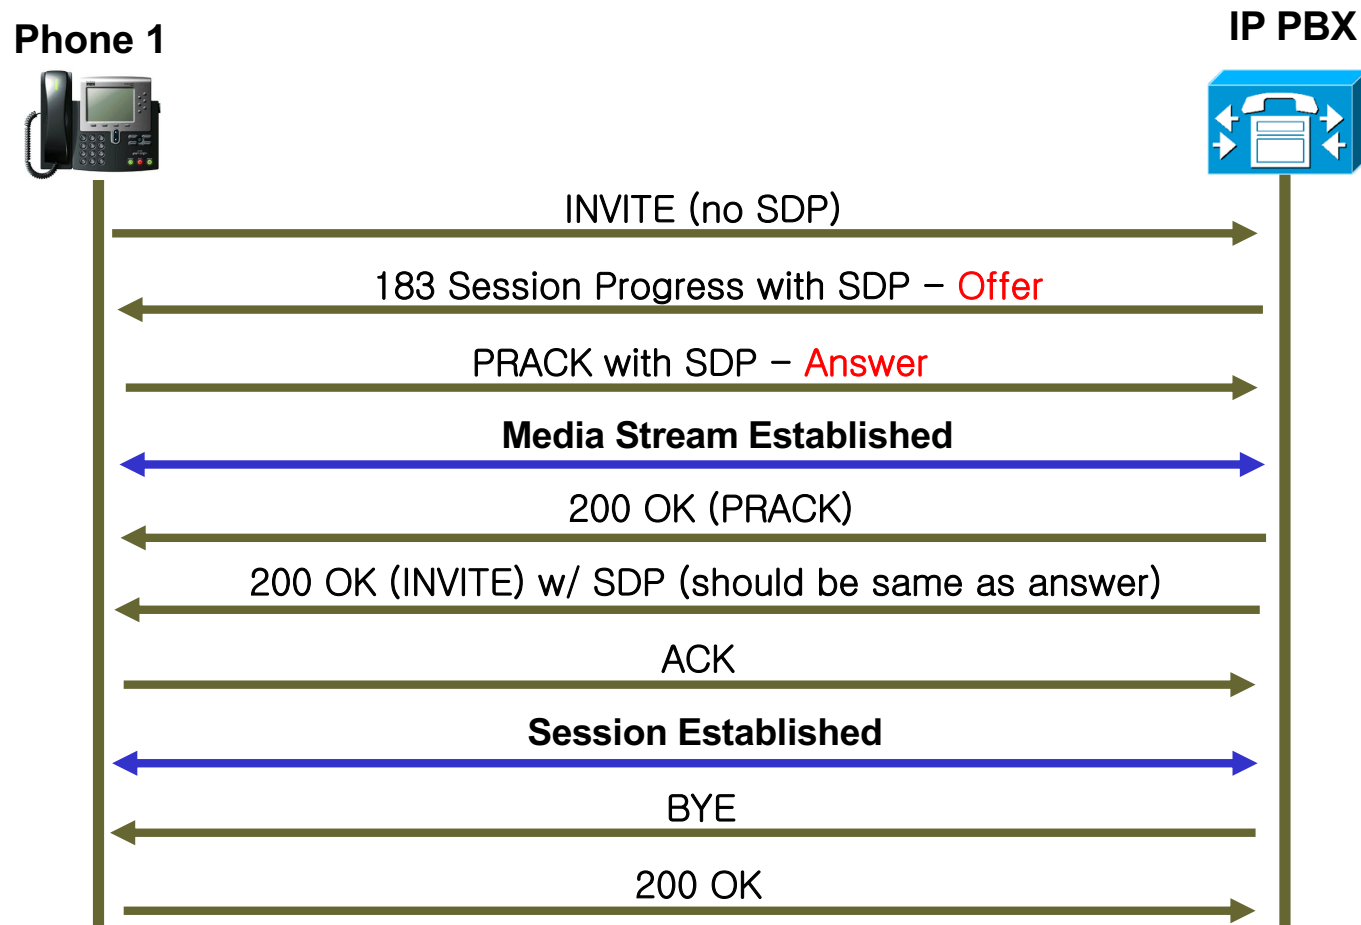 Phone 1
IP PBX
INVITE (no SDP)
183 Session Progress with SDP – Offer
PRACK with SDP – Answer
Media Stream Established
200 OK (PRACK)
200 OK (INVITE) w/ SDP (should be same as answer)
ACK
Session Established
BYE
200 OK